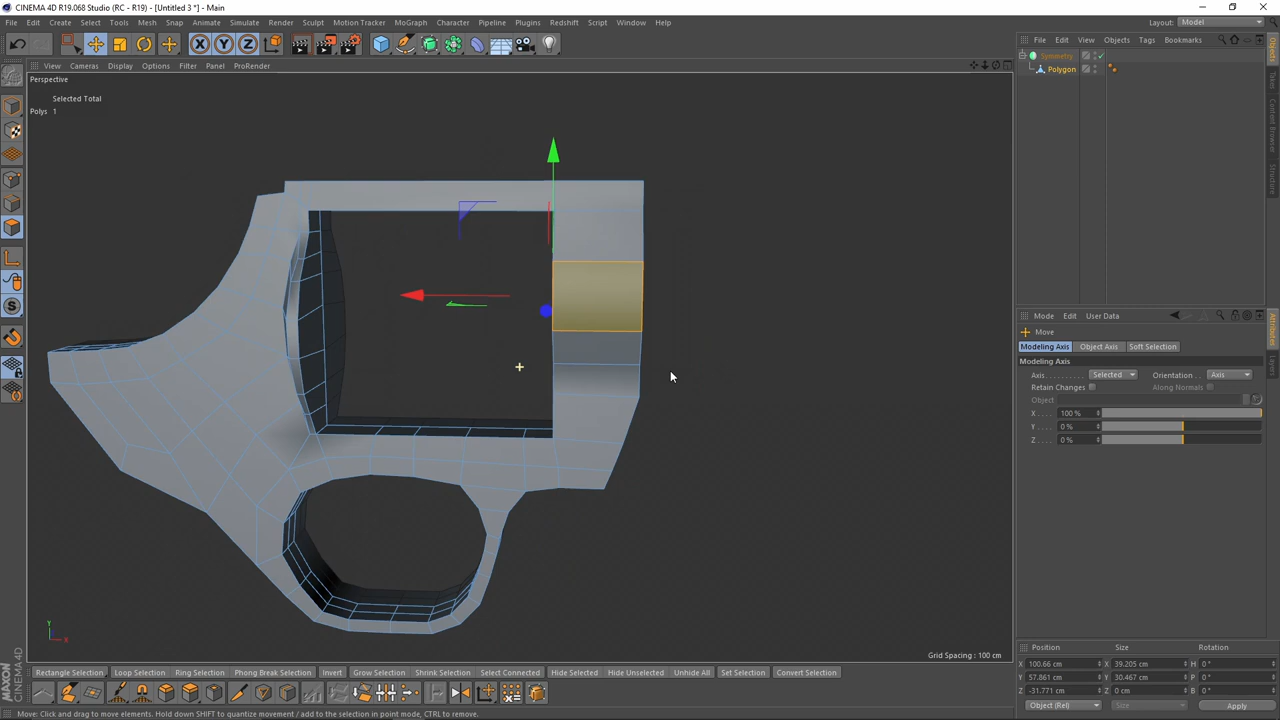 CINEMA 4D R19.068 Studio (RC - R19) - [Untitled 3 *] - Main
File Edit Create Select Tools Mesh Snap Animate Simulate Render Sculpt Motion Tracker MoGraph Character Pipeline Plugins Redshift Script Window Help
Layout: Model
X Y Z
View Cameras Display Options Filter Panel ProRender
File Edit View Objects Tags Bookmarks
Perspective
Selected Total
Polys 1
Symmetry
Polygon
Objects
Takes
Content Browser
Structure
Mode Edit User Data
Move
Modeling Axis Object Axis Soft Selection
Modeling Axis
Axis Selected Orientation Axis
Retain Changes Along Normals
Object
X 100 %
Y 0 %
Z 0 %
Attributes
Layers
Y
X
Grid Spacing : 100 cm
Position Size Rotation
X 100.66 cm X 39.205 cm H 0 °
Y 57.861 cm Y 30.467 cm P 0 °
Z -31.771 cm Z 0 cm B 0 °
Object (Rel) Size Apply
Rectangle Selection Loop Selection Ring Selection Phong Break Selection Invert Grow Selection Shrink Selection Select Connected Hide Selected Hide Unselected Unhide All Set Selection Convert Selection
MAXON
CINEMA 4D
Move: Click and drag to move elements. Hold down SHIFT to quantize movement / add to the selection in point mode, CTRL to remove.